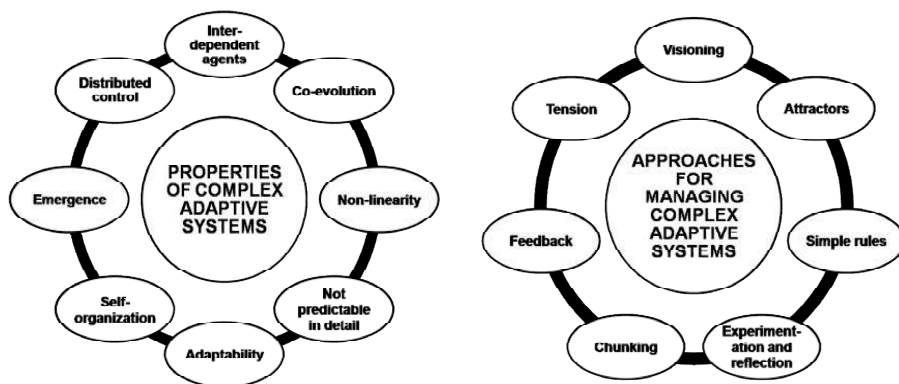 Inter-
dependent
agents
Co-evolution
Non-linearity
Not
predictable
in detail
Adaptability
Self-
organization
Emergence
Distributed
control
PROPERTIES
OF COMPLEX
ADAPTIVE
SYSTEMS
Visioning
Attractors
Simple rules
Experiment-
ation and
reflection
Chunking
Feedback
Tension
APPROACHES
FOR
MANAGING
COMPLEX
ADAPTIVE
SYSTEMS